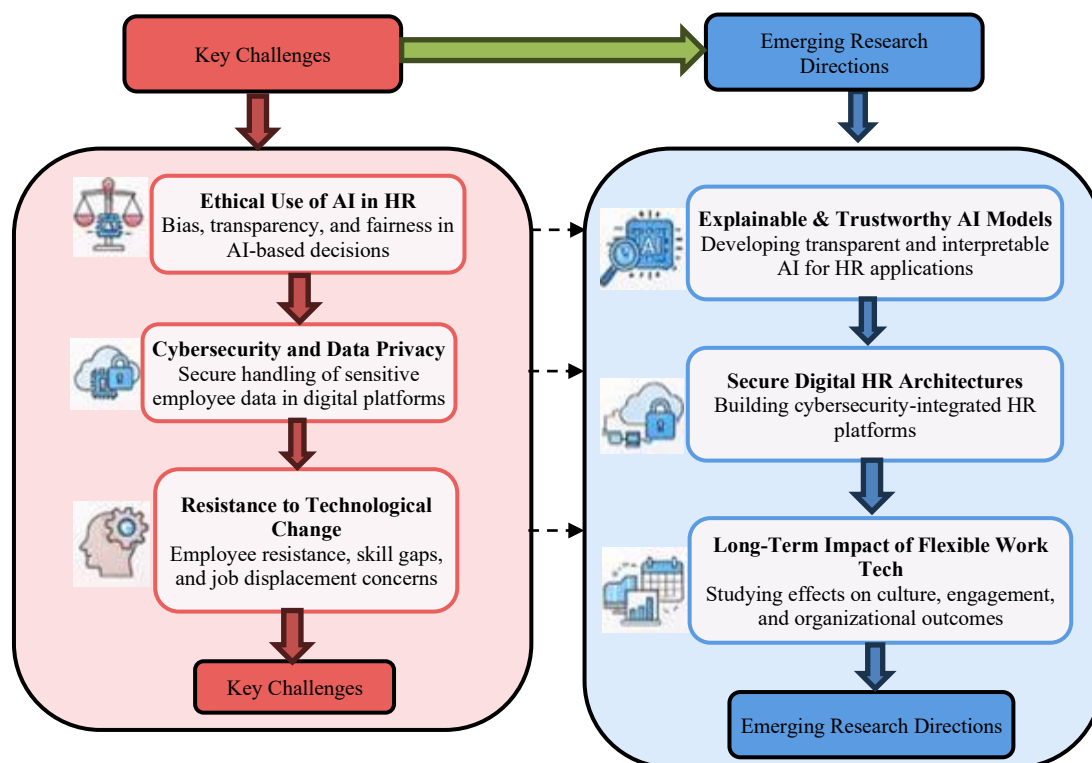 Key Challenges
Emerging Research
Directions
Ethical Use of AI in HR
Bias, transparency, and fairness in
AI-based decisions
Cybersecurity and Data Privacy
Secure handling of sensitive
employee data in digital platforms
Resistance to Technological
Change
Employee resistance, skill gaps,
and job displacement concerns
Key Challenges
AI
Explainable & Trustworthy AI Models
Developing transparent and interpretable
AI for HR applications
Secure Digital HR Architectures
Building cybersecurity-integrated HR
platforms
Long-Term Impact of Flexible Work
Tech
Studying effects on culture, engagement,
and organizational outcomes
Emerging Research Directions